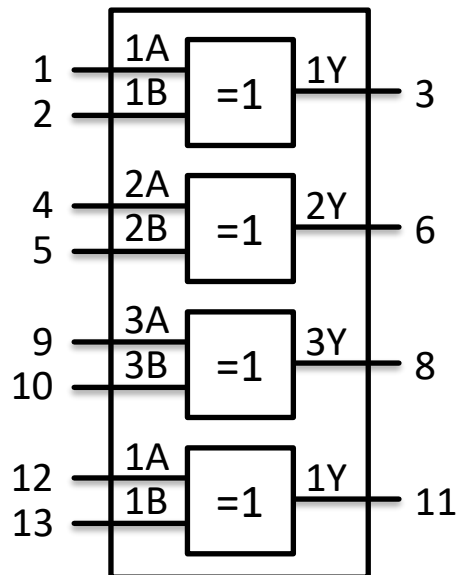 1 1A =1 1Y 3
2 1B
4 2A =1 2Y 6
5 2B
9 3A =1 3Y 8
10 3B
12 1A =1 1Y 11
13 1B